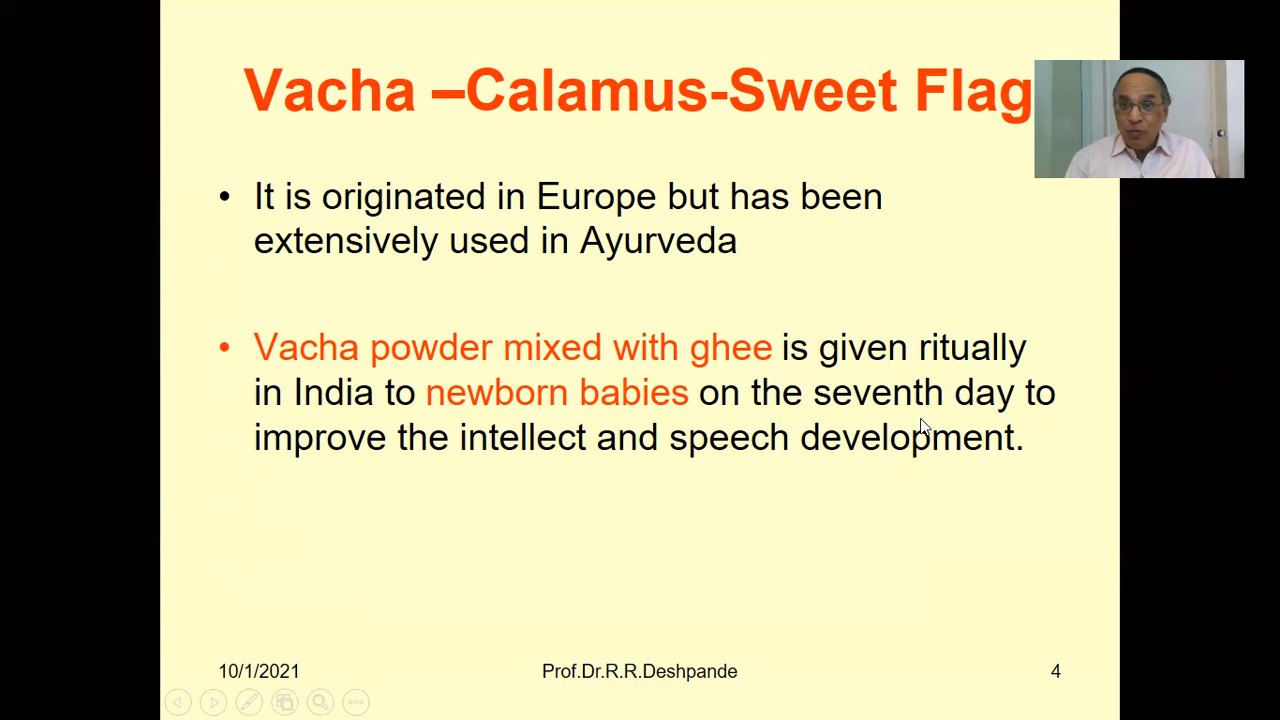 Vacha –Calamus-Sweet Flag
• It is originated in Europe but has been
extensively used in Ayurveda
• Vacha powder mixed with ghee is given ritually
in India to newborn babies on the seventh day to
improve the intellect and speech development.
10/1/2021 Prof.Dr.R.R.Deshpande 4